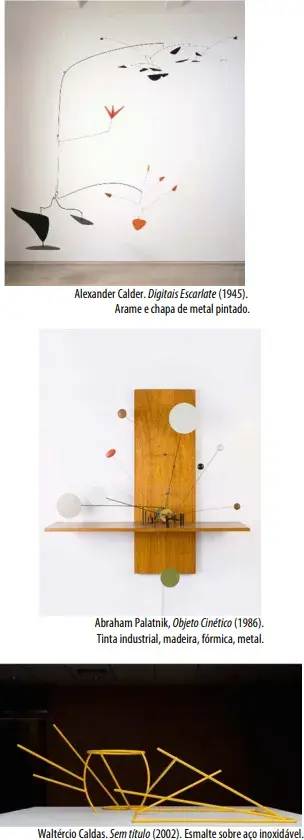 Alexander Calder. Digitais Escarlate (1945).
Arame e chapa de metal pintado.
Abraham Palatnik, Objeto Cinético (1986).
Tinta industrial, madeira, fórmica, metal.
Waltércio Caldas. Sem título (2002). Esmalte sobre aço inoxidável.